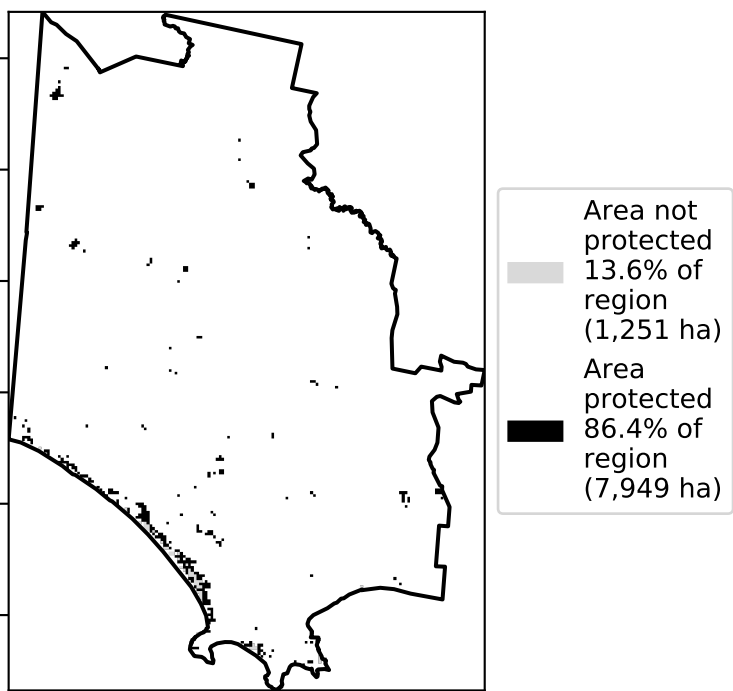 Area not
protected
13.6% of
region
(1,251 ha)
Area
protected
86.4% of
region
(7,949 ha)